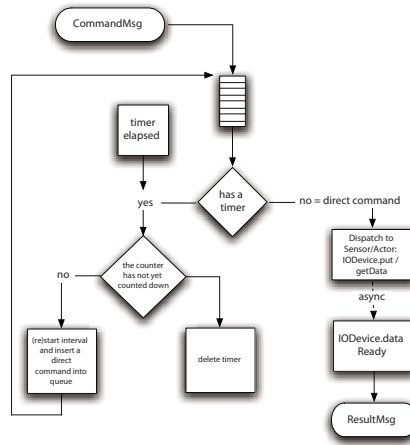 CommandMsg
timer
elapsed
has a
timer
yes
no = direct command
Dispatch to
Sensor/Actor:
IODevice.put /
getData
the counter
has not yet
counted down
no
async
(re)start interval
and insert a
direct
command into
queue
delete timer
IODevice.data
Ready
ResultMsg